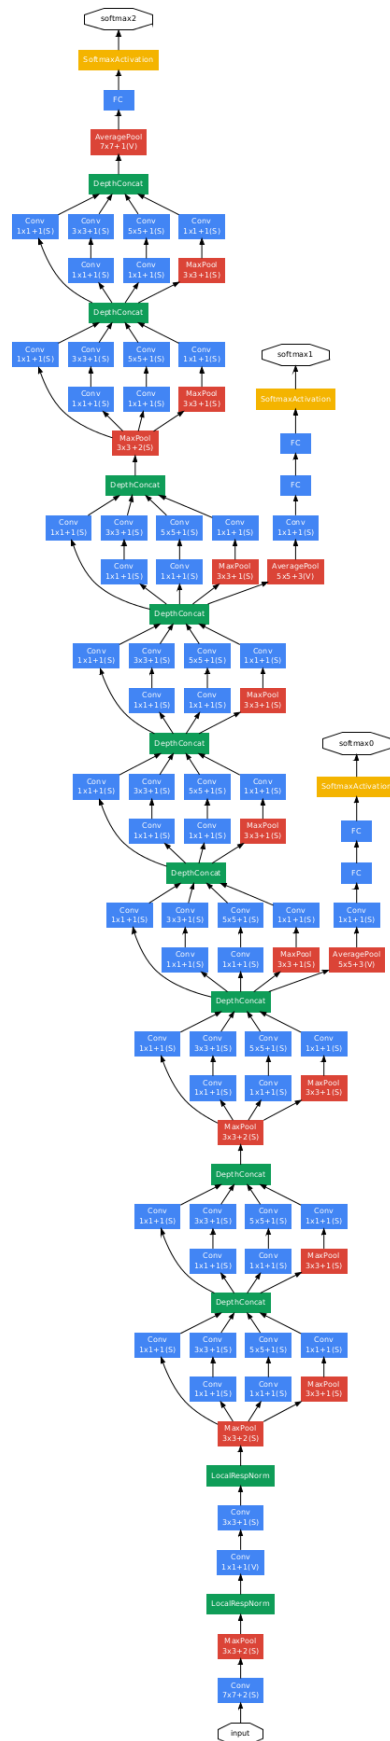 softmax2
SoftmaxActivation
FC
AveragePool
7x7+1(V)
DepthConcat
Conv
1x1+1(S)
Conv
3x3+1(S)
Conv
5x5+1(S)
Conv
1x1+1(S)
Conv
1x1+1(S)
Conv
1x1+1(S)
MaxPool
3x3+1(S)
DepthConcat
Conv
1x1+1(S)
Conv
3x3+1(S)
Conv
5x5+1(S)
Conv
1x1+1(S)
softmax1
Conv
1x1+1(S)
Conv
1x1+1(S)
MaxPool
3x3+1(S)
SoftmaxActivation
MaxPool
3x3+2(S)
FC
DepthConcat
FC
Conv
1x1+1(S)
Conv
3x3+1(S)
Conv
5x5+1(S)
Conv
1x1+1(S)
Conv
1x1+1(S)
Conv
1x1+1(S)
Conv
1x1+1(S)
MaxPool
3x3+1(S)
AveragePool
5x5+3(V)
DepthConcat
Conv
1x1+1(S)
Conv
3x3+1(S)
Conv
5x5+1(S)
Conv
1x1+1(S)
Conv
1x1+1(S)
Conv
1x1+1(S)
MaxPool
3x3+1(S)
DepthConcat
softmax0
Conv
1x1+1(S)
Conv
3x3+1(S)
Conv
5x5+1(S)
Conv
1x1+1(S)
SoftmaxActivation
Conv
1x1+1(S)
Conv
1x1+1(S)
MaxPool
3x3+1(S)
FC
DepthConcat
FC
Conv
1x1+1(S)
Conv
3x3+1(S)
Conv
5x5+1(S)
Conv
1x1+1(S)
Conv
1x1+1(S)
Conv
1x1+1(S)
Conv
1x1+1(S)
MaxPool
3x3+1(S)
AveragePool
5x5+3(V)
DepthConcat
Conv
1x1+1(S)
Conv
3x3+1(S)
Conv
5x5+1(S)
Conv
1x1+1(S)
Conv
1x1+1(S)
Conv
1x1+1(S)
MaxPool
3x3+1(S)
MaxPool
3x3+2(S)
DepthConcat
Conv
1x1+1(S)
Conv
3x3+1(S)
Conv
5x5+1(S)
Conv
1x1+1(S)
Conv
1x1+1(S)
Conv
1x1+1(S)
MaxPool
3x3+1(S)
DepthConcat
Conv
1x1+1(S)
Conv
3x3+1(S)
Conv
5x5+1(S)
Conv
1x1+1(S)
Conv
1x1+1(S)
Conv
1x1+1(S)
MaxPool
3x3+1(S)
MaxPool
3x3+2(S)
LocalRespNorm
Conv
3x3+1(S)
Conv
1x1+1(V)
LocalRespNorm
MaxPool
3x3+2(S)
Conv
7x7+2(S)
input